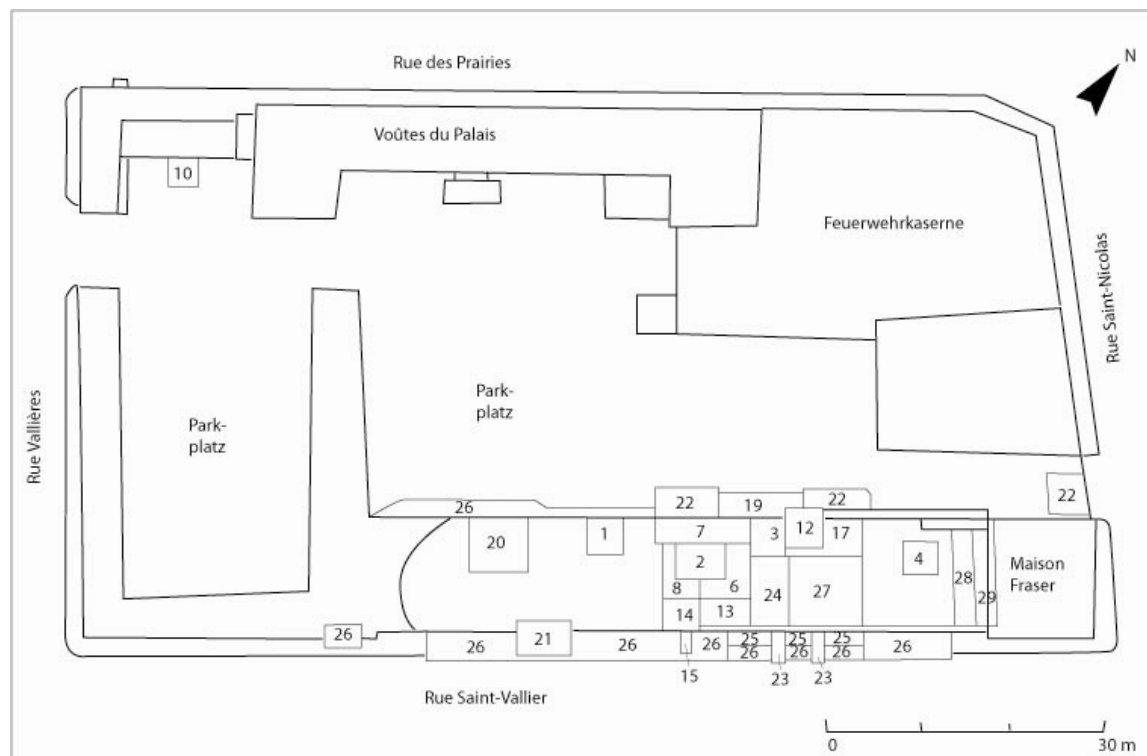 Rue des Prairies
N
Voûtes du Palais
10
Feuerwehrkaserne
Rue Saint-Nicolas
Rue Vallières
Park-
platz
Park-
platz
22
26
22
19
22
20
1
7
3
12
17
2
4
Maison
Fraser
8
6
24
27
28
29
14
13
26
26
21
26
26
25
25
25
26
26
26
26
15
23
23
Rue Saint-Vallier
0
30 m